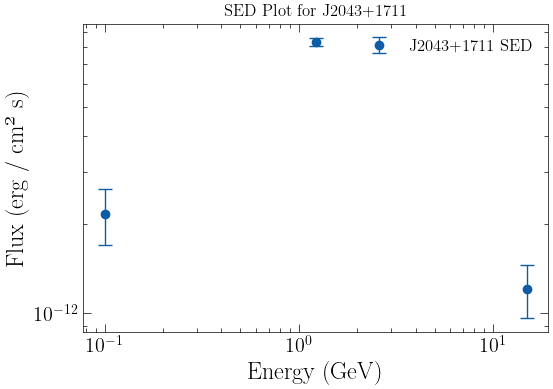 SED Plot for J2043+1711
J2043+1711 SED
Flux (erg / cm² s)
10⁻¹²
10⁻¹ 10⁰ 10¹
Energy (GeV)